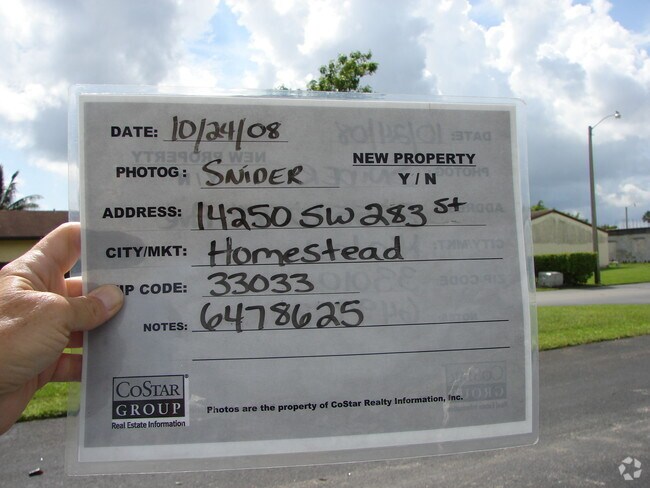 DATE: 10/24/08
PHOTOG: SNIDER
NEW PROPERTY
Y / N
ADDRESS: 14250 SW 283 St
CITY/MKT: Homestead
IP CODE: 33033
NOTES: 6478625
COSTAR
GROUP
Real Estate Information
Photos are the property of CoStar Realty Information, Inc.